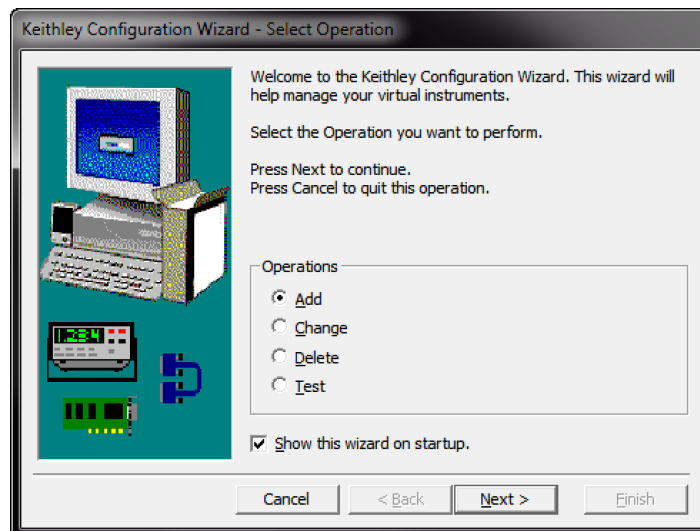 Keithley Configuration Wizard - Select Operation
Welcome to the Keithley Configuration Wizard. This wizard will
help manage your virtual instruments.
Select the Operation you want to perform.
Press Next to continue.
Press Cancel to quit this operation.
Operations
Add
Change
Delete
Test
1.234
Show this wizard on startup.
Cancel
< Back
Next >
Finish